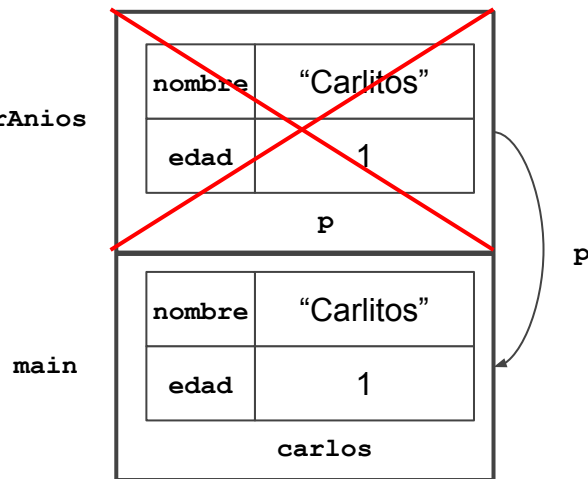 nombre “Carlitos”
rAnios
edad 1
p
p
nombre “Carlitos”
main
edad 1
carlos